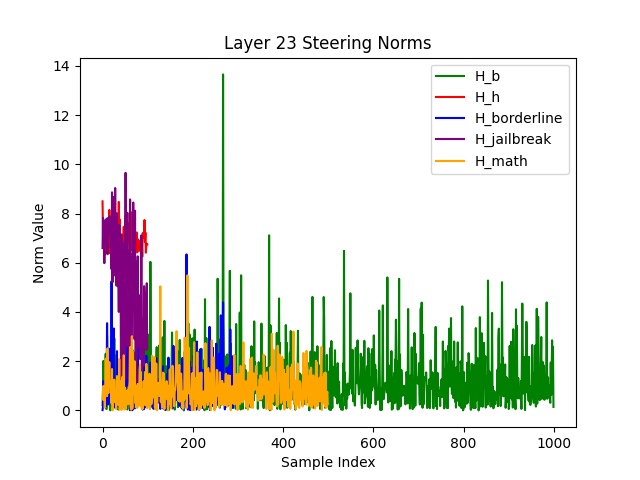 Layer 23 Steering Norms
14
12
10
8
6
4
2
0
Norm Value
H_b
H_h
H_borderline
H_jailbreak
H_math
0 200 400 600 800 1000
Sample Index